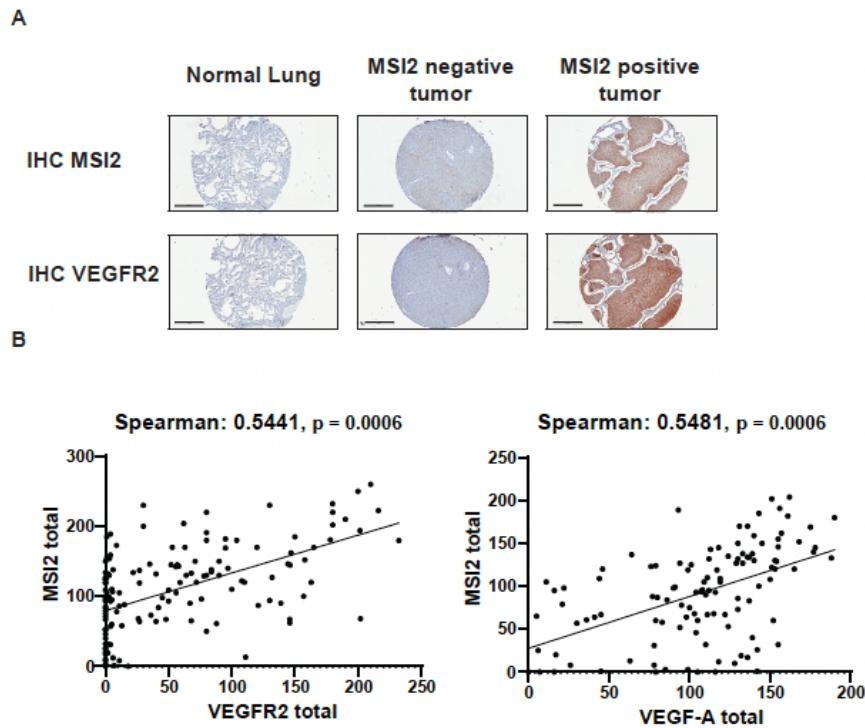 A
Normal Lung
MSI2 negative
tumor
MSI2 positive
tumor
IHC MSI2
IHC VEGFR2
B
Spearman: 0.5441, p = 0.0006
300
200
100
0
MSI2 total
0 50 100 150 200 250
VEGFR2 total
Spearman: 0.5481, p = 0.0006
250
200
150
100
50
0
MSI2 total
0 50 100 150 200
VEGF-A total